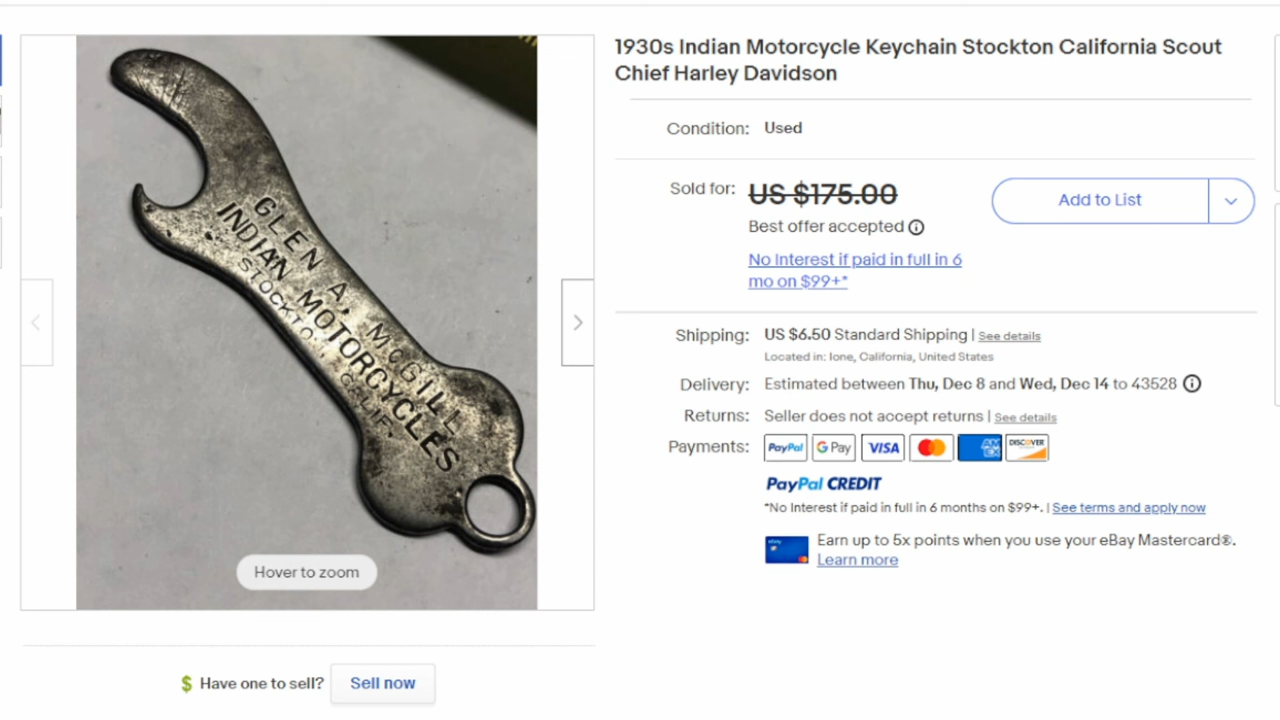 1930s Indian Motorcycle Keychain Stockton California Scout
Chief Harley Davidson
Condition: Used
Sold for: US $175.00
Best offer accepted
Add to List
No Interest if paid in full in 6
mo on $99+*
Shipping: US $6.50 Standard Shipping | See details
Located in: Ione, California, United States
Delivery: Estimated between Thu, Dec 8 and Wed, Dec 14 to 43528
Returns: Seller does not accept returns | See details
Payments: PayPal G Pay VISA DISCOVER
PayPal CREDIT
*No Interest if paid in full in 6 months on $99+. | See terms and apply now
Earn up to 5x points when you use your eBay Mastercard®.
Learn more
GLEN A. McGILL
INDIAN MOTORCYCLES
STOCKTO CALIF.
Hover to zoom
$ Have one to sell? Sell now